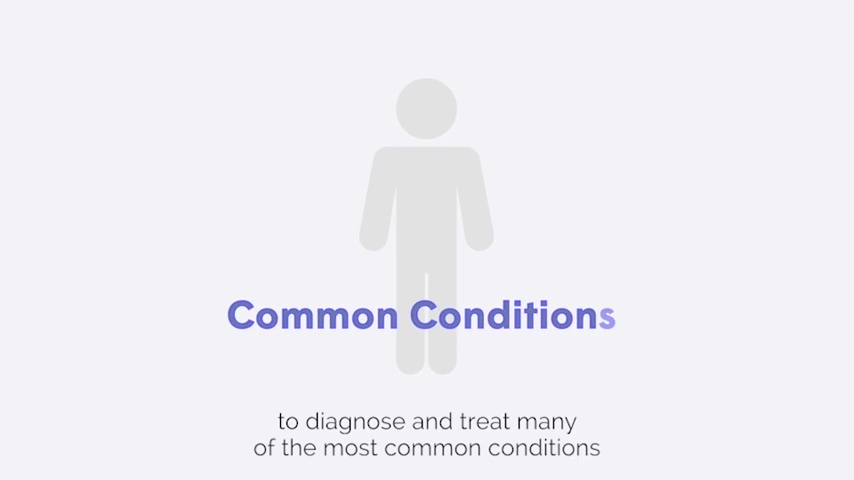 Common Conditions
to diagnose and treat many
of the most common conditions